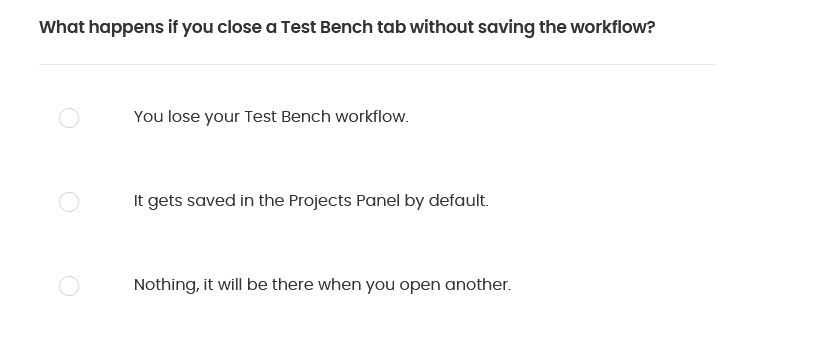 What happens if you close a Test Bench tab without saving the workflow?
You lose your Test Bench workflow.
It gets saved in the Projects Panel by default.
Nothing, it will be there when you open another.